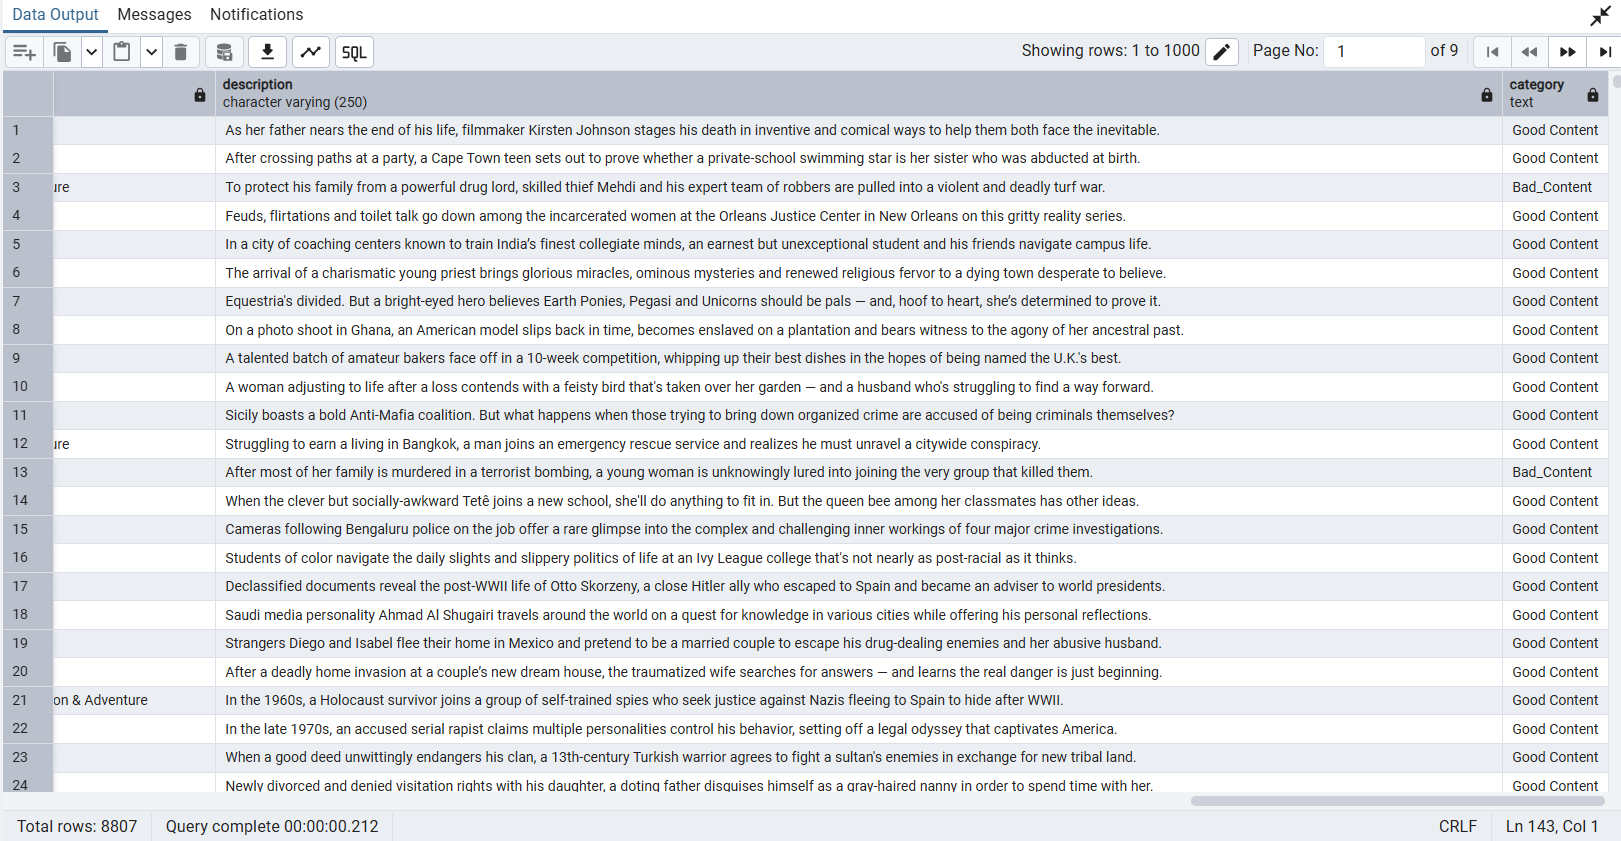 Data Output Messages Notifications
SQL Showing rows: 1 to 1000 Page No: 1 of 9
description category
character varying (250) text
1 As her father nears the end of his life, filmmaker Kirsten Johnson stages his death in inventive and comical ways to help them both face the inevitable. Good Content
2 After crossing paths at a party, a Cape Town teen sets out to prove whether a private-school swimming star is her sister who was abducted at birth. Good Content
3 ure To protect his family from a powerful drug lord, skilled thief Mehdi and his expert team of robbers are pulled into a violent and deadly turf war. Bad_Content
4 Feuds, flirtations and toilet talk go down among the incarcerated women at the Orleans Justice Center in New Orleans on this gritty reality series. Good Content
5 In a city of coaching centers known to train India’s finest collegiate minds, an earnest but unexceptional student and his friends navigate campus life. Good Content
6 The arrival of a charismatic young priest brings glorious miracles, ominous mysteries and renewed religious fervor to a dying town desperate to believe. Good Content
7 Equestria's divided. But a bright-eyed hero believes Earth Ponies, Pegasi and Unicorns should be pals — and, hoof to heart, she’s determined to prove it. Good Content
8 On a photo shoot in Ghana, an American model slips back in time, becomes enslaved on a plantation and bears witness to the agony of her ancestral past. Good Content
9 A talented batch of amateur bakers face off in a 10-week competition, whipping up their best dishes in the hopes of being named the U.K.'s best. Good Content
10 A woman adjusting to life after a loss contends with a feisty bird that's taken over her garden — and a husband who's struggling to find a way forward. Good Content
11 Sicily boasts a bold Anti-Mafia coalition. But what happens when those trying to bring down organized crime are accused of being criminals themselves? Good Content
12 ure Struggling to earn a living in Bangkok, a man joins an emergency rescue service and realizes he must unravel a citywide conspiracy. Good Content
13 After most of her family is murdered in a terrorist bombing, a young woman is unknowingly lured into joining the very group that killed them. Bad_Content
14 When the clever but socially-awkward Tetê joins a new school, she'll do anything to fit in. But the queen bee among her classmates has other ideas. Good Content
15 Cameras following Bengaluru police on the job offer a rare glimpse into the complex and challenging inner workings of four major crime investigations. Good Content
16 Students of color navigate the daily slights and slippery politics of life at an Ivy League college that's not nearly as post-racial as it thinks. Good Content
17 Declassified documents reveal the post-WWII life of Otto Skorzeny, a close Hitler ally who escaped to Spain and became an adviser to world presidents. Good Content
18 Saudi media personality Ahmad Al Shugairi travels around the world on a quest for knowledge in various cities while offering his personal reflections. Good Content
19 Strangers Diego and Isabel flee their home in Mexico and pretend to be a married couple to escape his drug-dealing enemies and her abusive husband. Good Content
20 After a deadly home invasion at a couple’s new dream house, the traumatized wife searches for answers — and learns the real danger is just beginning. Good Content
21 on & Adventure In the 1960s, a Holocaust survivor joins a group of self-trained spies who seek justice against Nazis fleeing to Spain to hide after WWII. Good Content
22 In the late 1970s, an accused serial rapist claims multiple personalities control his behavior, setting off a legal odyssey that captivates America. Good Content
23 When a good deed unwittingly endangers his clan, a 13th-century Turkish warrior agrees to fight a sultan's enemies in exchange for new tribal land. Good Content
24 Newly divorced and denied visitation rights with his daughter, a doting father disguises himself as a gray-haired nanny in order to spend time with her. Good Content
Total rows: 8807 Query complete 00:00:00.212 CRLF Ln 143, Col 1